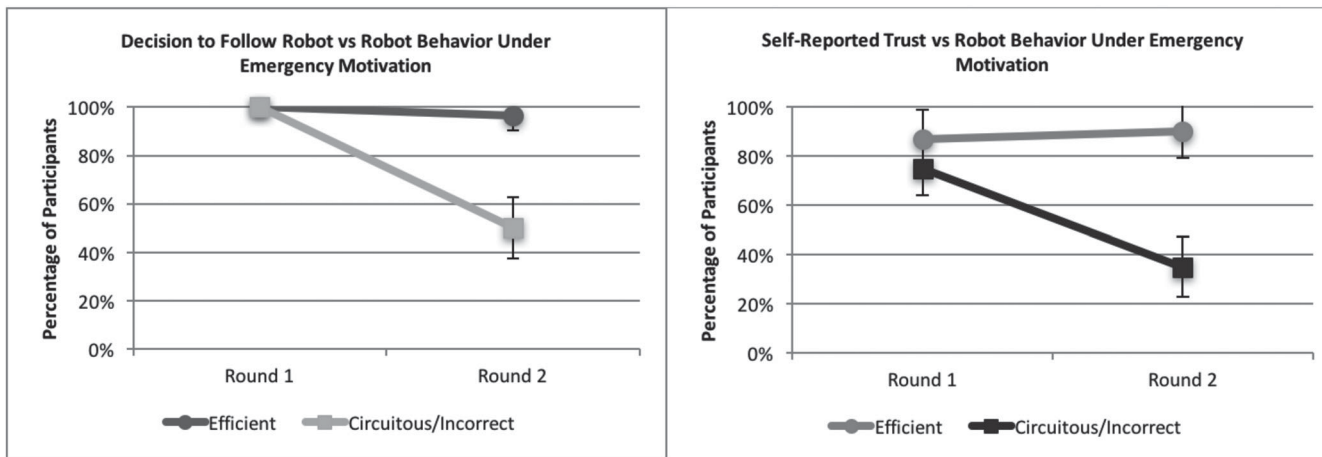 Decision to Follow Robot vs Robot Behavior Under
Emergency Motivation
Percentage of Participants
100%
80%
60%
40%
20%
0%
Round 1
Round 2
Efficient
Circuitous/Incorrect
Self-Reported Trust vs Robot Behavior Under Emergency
Motivation
Percentage of Participants
100%
80%
60%
40%
20%
0%
Round 1
Round 2
Efficient
Circuitous/Incorrect